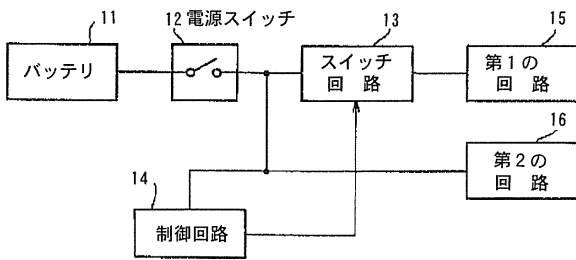 11
バッテリ
12 電源スイッチ
13
スイッチ
回 路
15
第1の
回 路
16
第2の
回 路
14
制御回路